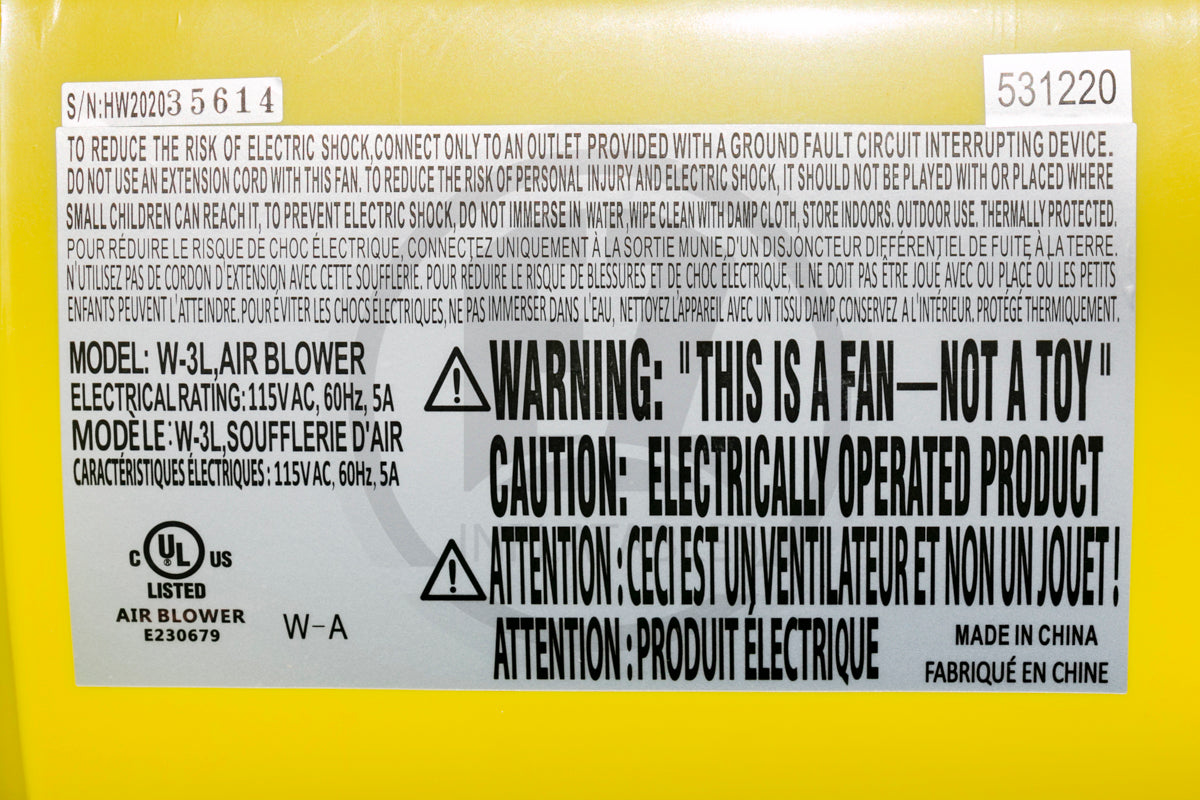 S/N:HW20203 5 6 1 4
531220
TO REDUCE THE RISK OF ELECTRIC SHOCK,CONNECT ONLY TO AN OUTLET PROVIDED WITH A GROUND FAULT CIRCUIT INTERRUPTING DEVICE.
DO NOT USE AN EXTENSION CORD WITH THIS FAN. TO REDUCE THE RISK OF PERSONAL INJURY AND ELECTRIC SHOCK, IT SHOULD NOT BE PLAYED WITH OR PLACED WHERE
SMALL CHILDREN CAN REACH IT, TO PREVENT ELECTRIC SHOCK, DO NOT IMMERSE IN WATER, WIPE CLEAN WITH DAMP CLOTH, STORE INDOORS. OUTDOOR USE. THERMALLY PROTECTED.
POUR RÉDUIRE LE RISQUE DE CHOC ÉLECTRIQUE, CONNECTEZ UNIQUEMENT À LA SORTIE MUNIE,D'UN DISJONCTEUR DIFFÉRENTIEL DE FUITE À LA TERRE.
N'UTILISEZ PAS DE CORDON D'EXTENSION AVEC CETTE SOUFFLERIE. POUR RÉDUIRE LE RISQUE DE BLESSURES ET DE CHOC ÉLECTRIQUE, IL NE DOIT PAS ÊTRE JOUÉ AVEC OU PLACÉ OÙ LES PETITS
ENFANTS PEUVENT L'ATTEINDRE. POUR ÉVITER LES CHOCS ÉLECTRIQUES, NE PAS IMMERSER DANS L'EAU, NETTOYEZ L'APPAREIL AVEC UN TISSU DAMP, CONSERVEZ A L'INTÉRIEUR. PROTÉGÉ THERMIQUEMENT.
MODEL: W-3L,AIR BLOWER
ELECTRICAL RATING: 115V AC, 60Hz, 5A
MODÈLE: W-3L,SOUFFLERIE D'AIR
CARACTÉRISTIQUES ÉLECTRIQUES : 115V AC, 60Hz, 5A
C UL ® US
LISTED
AIR BLOWER
E230679
W-A
WARNING: "THIS IS A FAN—NOT A TOY"
CAUTION: ELECTRICALLY OPERATED PRODUCT
ATTENTION : CECI EST UN VENTILATEUR ET NON UN JOUET !
ATTENTION : PRODUIT ÉLECTRIQUE
MADE IN CHINA
FABRIQUÉ EN CHINE